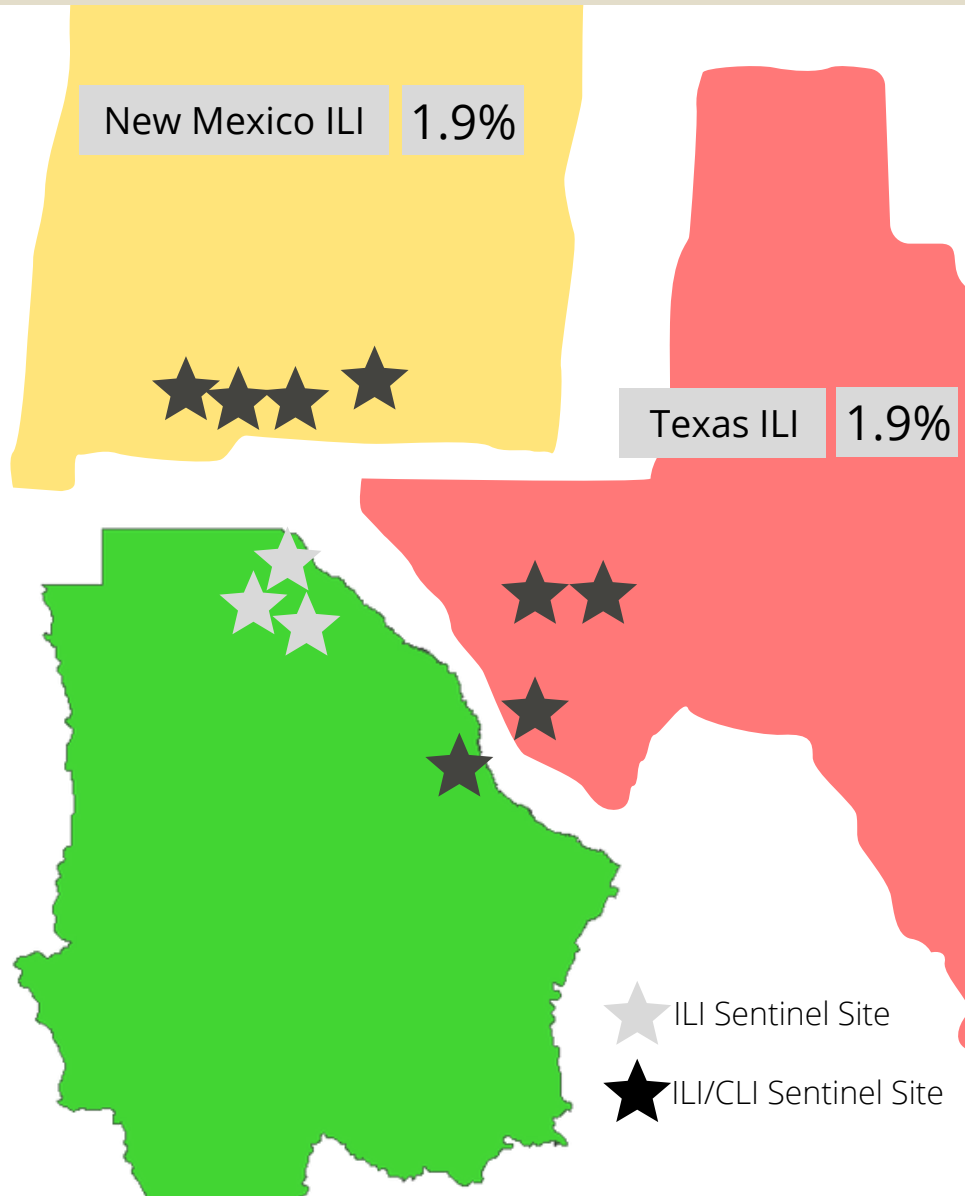 New Mexico ILI 1.9%
Texas ILI 1.9%
ILI Sentinel Site
ILI/CLI Sentinel Site